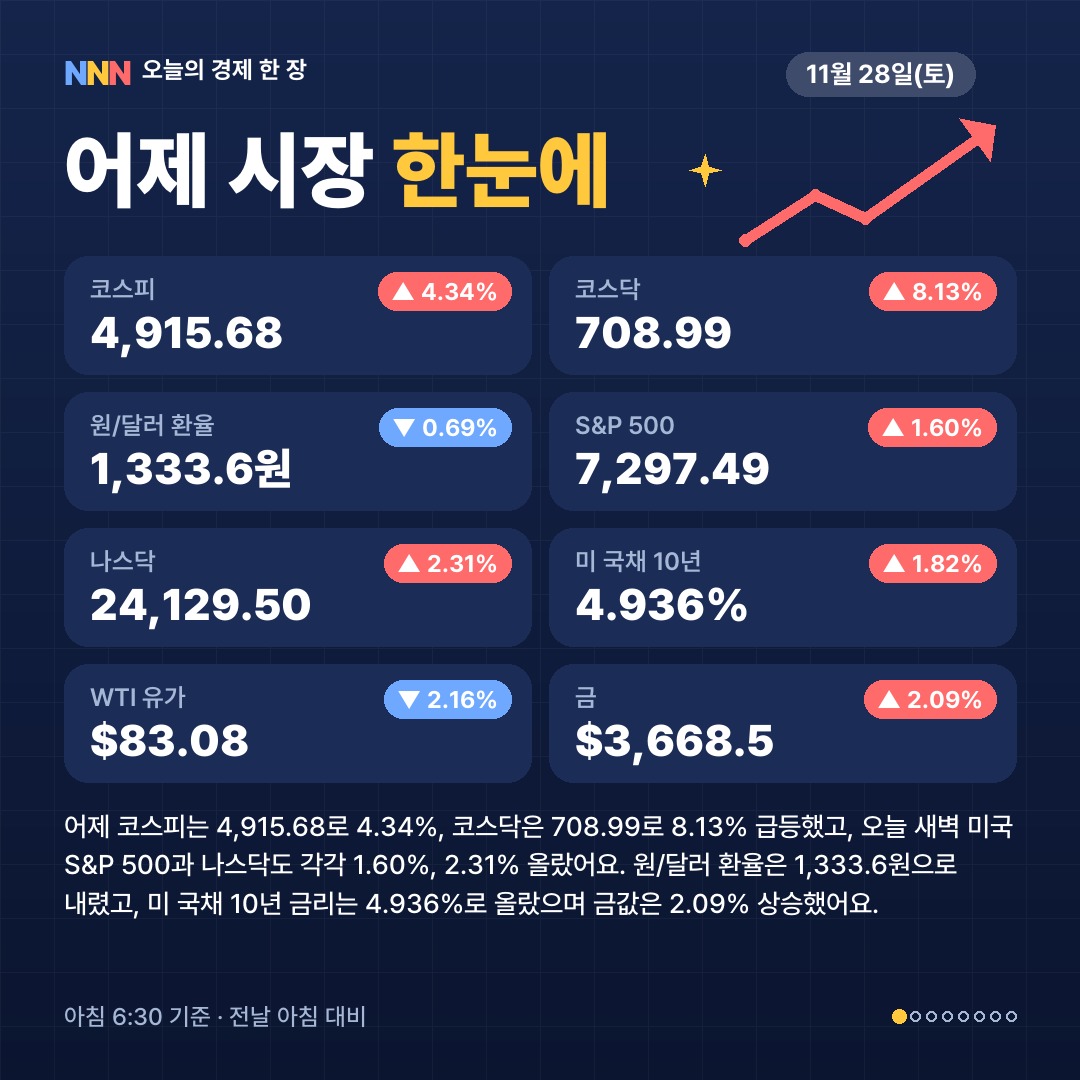 NNN 오늘의 경제 한 장
11월 28일(토)
어제 시장 한눈에
코스피
▲ 4.34%
4,915.68
코스닥
▲ 8.13%
708.99
원/달러 환율
▼ 0.69%
1,333.6원
S&P 500
▲ 1.60%
7,297.49
나스닥
▲ 2.31%
24,129.50
미 국채 10년
▲ 1.82%
4.936%
WTI 유가
▼ 2.16%
$83.08
금
▲ 2.09%
$3,668.5
어제 코스피는 4,915.68로 4.34%, 코스닥은 708.99로 8.13% 급등했고, 오늘 새벽 미국
S&P 500과 나스닥도 각각 1.60%, 2.31% 올랐어요. 원/달러 환율은 1,333.6원으로
내렸고, 미 국채 10년 금리는 4.936%로 올랐으며 금값은 2.09% 상승했어요.
아침 6:30 기준 · 전날 아침 대비